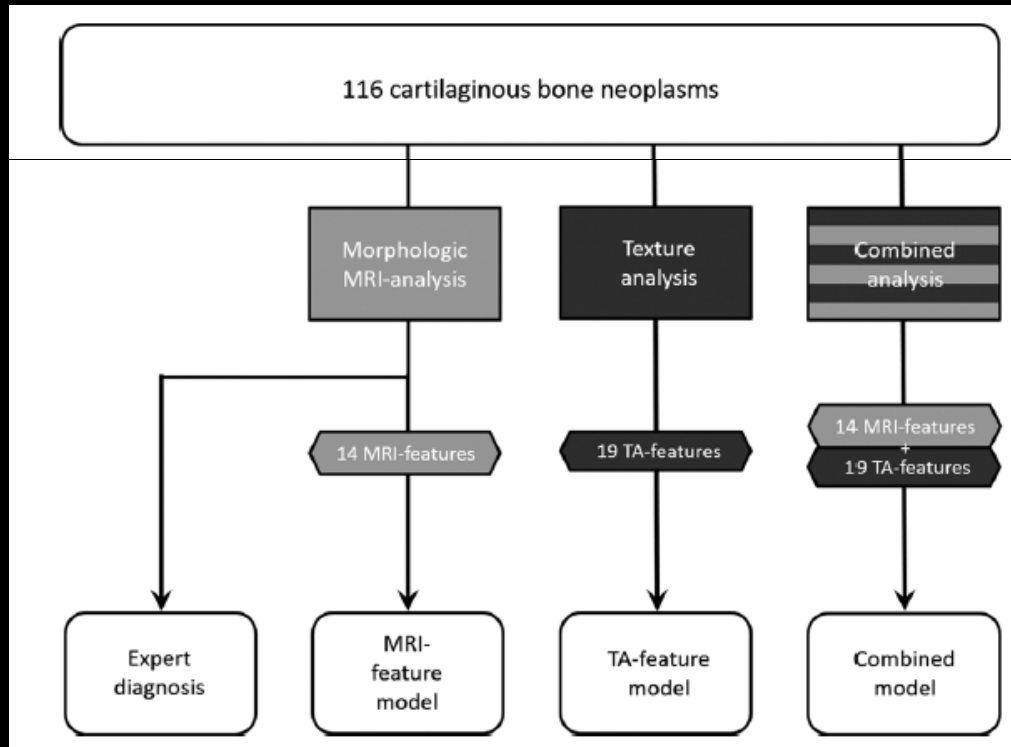 116 cartilaginous bone neoplasms
Morphologic
MRI-analysis
Texture
analysis
Combined
analysis
14 MRI-features
19 TA-features
14 MRI-features
+
19 TA-features
Expert
diagnosis
MRI-
feature
model
TA-feature
model
Combined
model